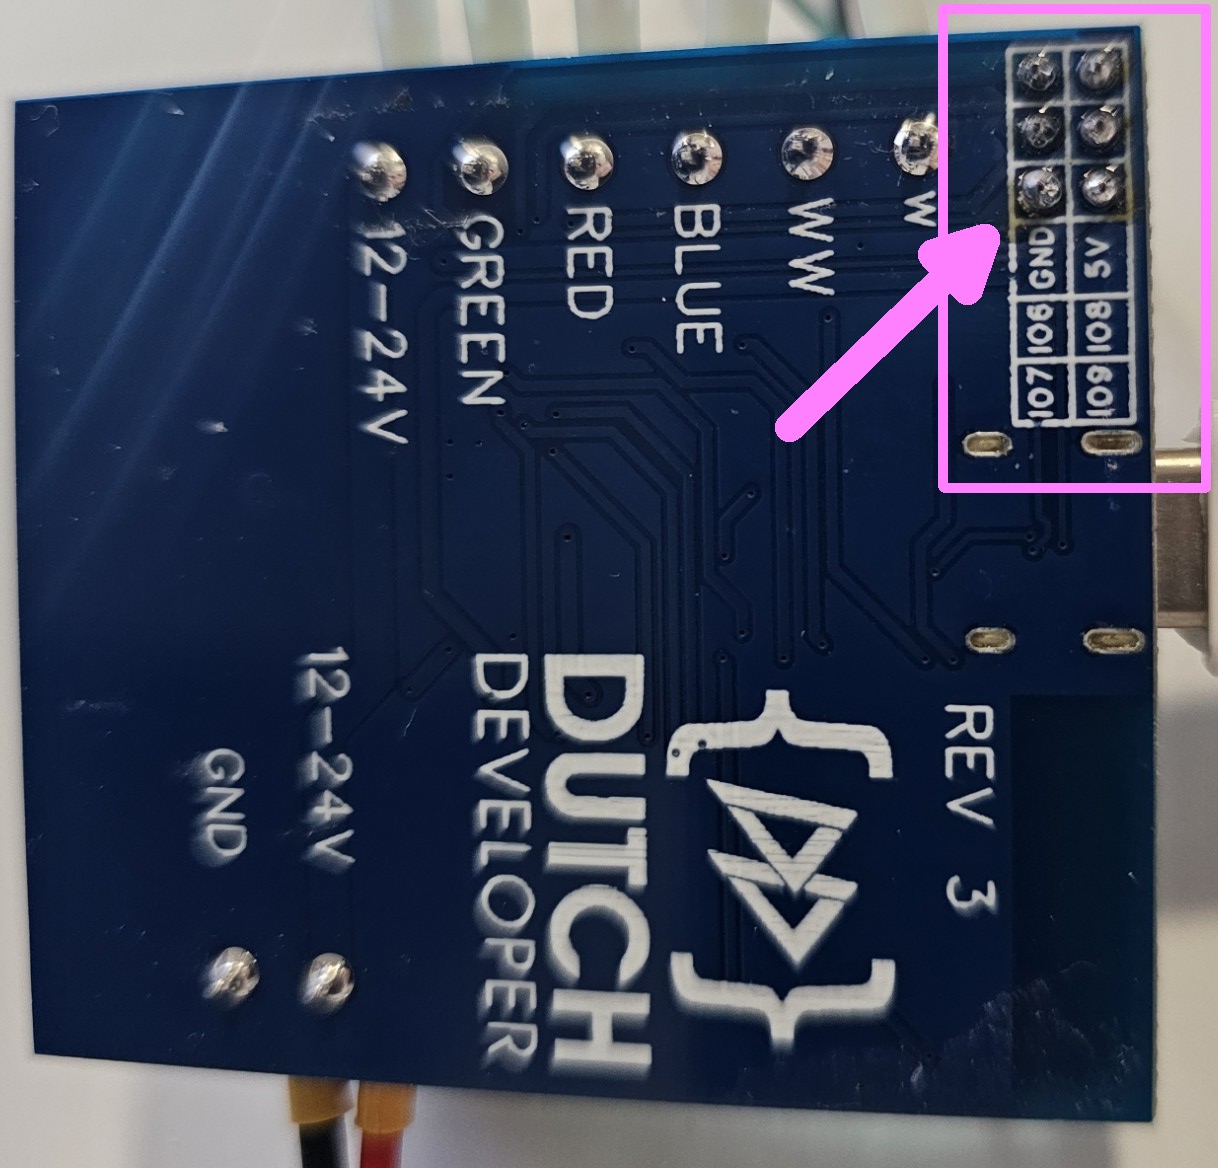 GND
12-24V
12-24V
GREEN
DEVELOPER
DUTCH
RED
BLUE
WW
W
REV 3
IO7 IO6 GND
IO9 IO8 5V